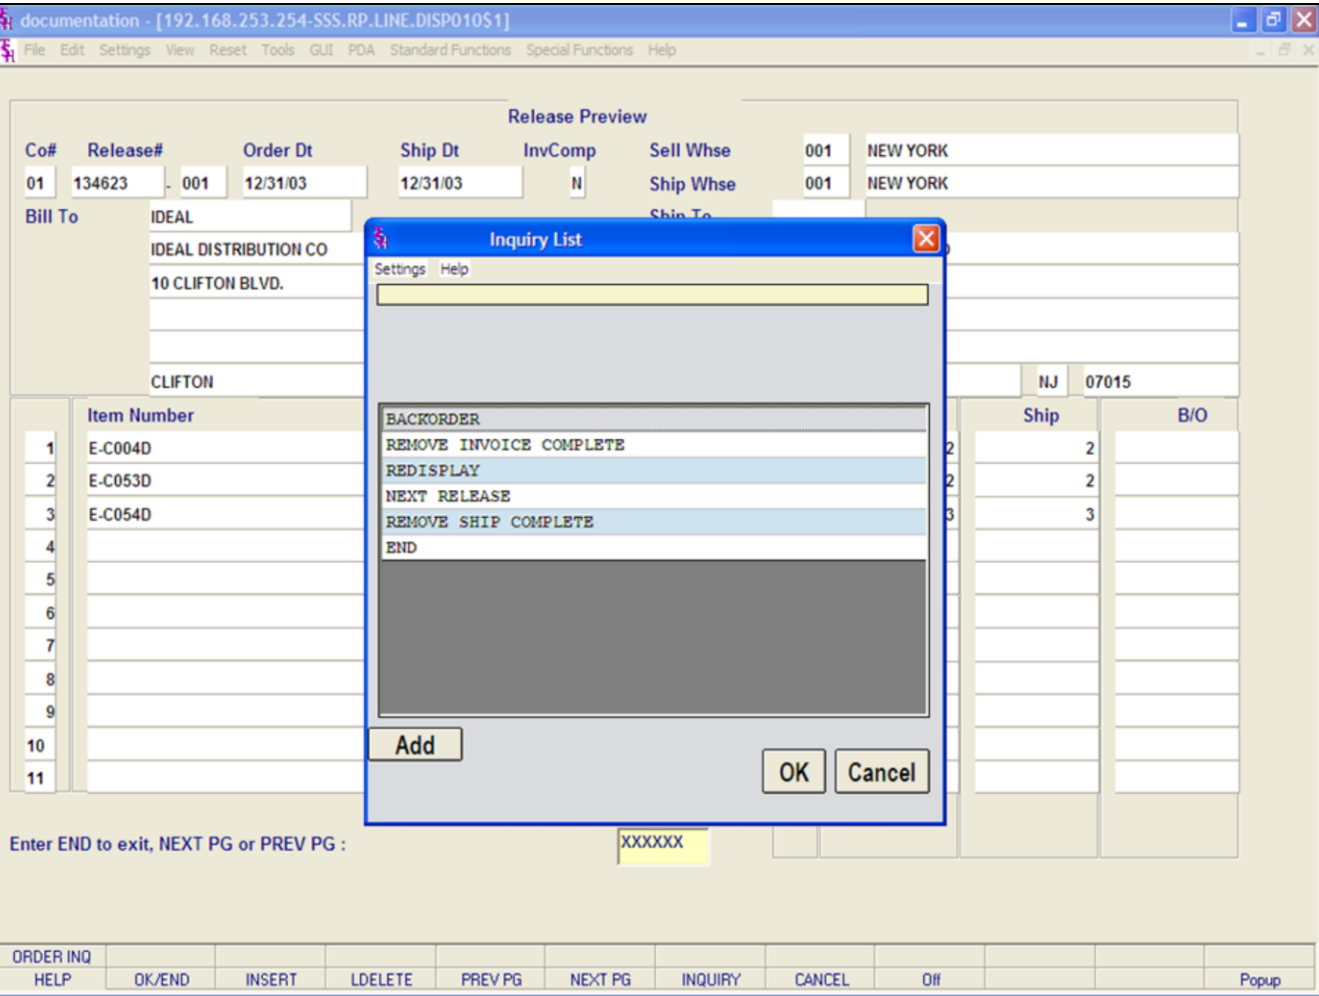 documentation - [192.168.253.254-SSS.RP.LINE.DISP010$1]
File Edit Settings View Reset Tools GUI PDA Standard Functions Special Functions Help
Release Preview
Co# Release# Order Dt Ship Dt InvComp Sell Whse 001 NEW YORK
01 134623 - 001 12/31/03 12/31/03 N Ship Whse 001 NEW YORK
Bill To IDEAL Ship To
IDEAL DISTRIBUTION CO
10 CLIFTON BLVD.
CLIFTON NJ 07015
Inquiry List
Settings Help
BACKORDER
REMOVE INVOICE COMPLETE
REDISPLAY
NEXT RELEASE
REMOVE SHIP COMPLETE
END
Add
OK Cancel
Item Number Ship B/O
1 E-C004D 2 2
2 E-C053D 2 2
3 E-C054D 3 3
4
5
6
7
8
9
10
11
Enter END to exit, NEXT PG or PREV PG : XXXXXX
ORDER INQ
HELP OK/END INSERT LDELETE PREV PG NEXT PG INQUIRY CANCEL Off Popup